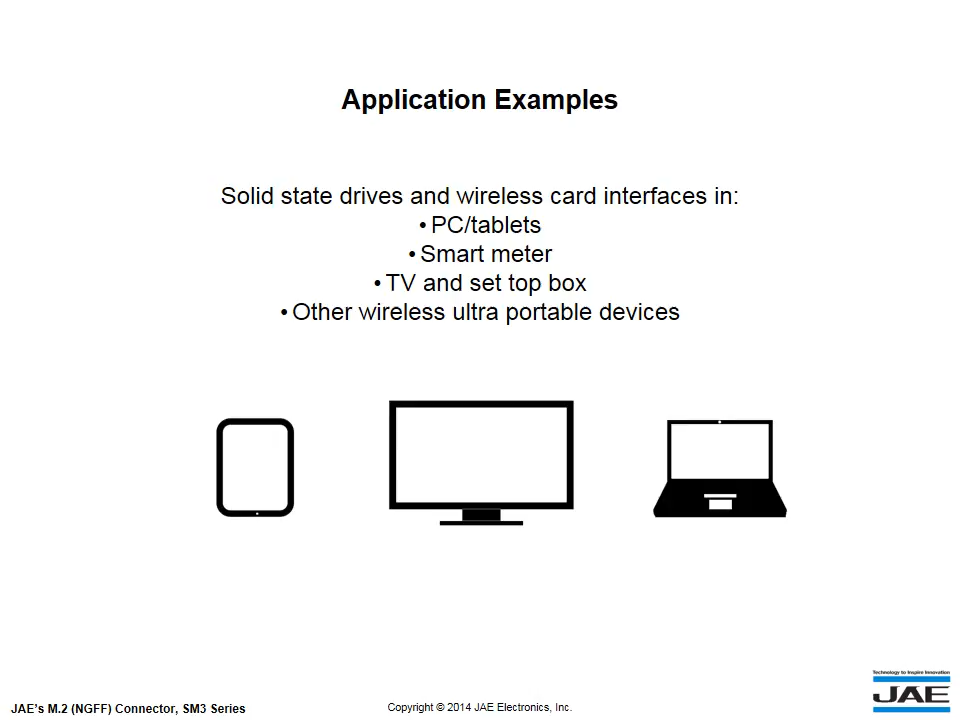 Application Examples
Solid state drives and wireless card interfaces in:
• PC/tablets
• Smart meter
• TV and set top box
• Other wireless ultra portable devices
Technology to Inspire Innovation
JAE
JAE's M.2 (NGFF) Connector, SM3 Series
Copyright © 2014 JAE Electronics, Inc.